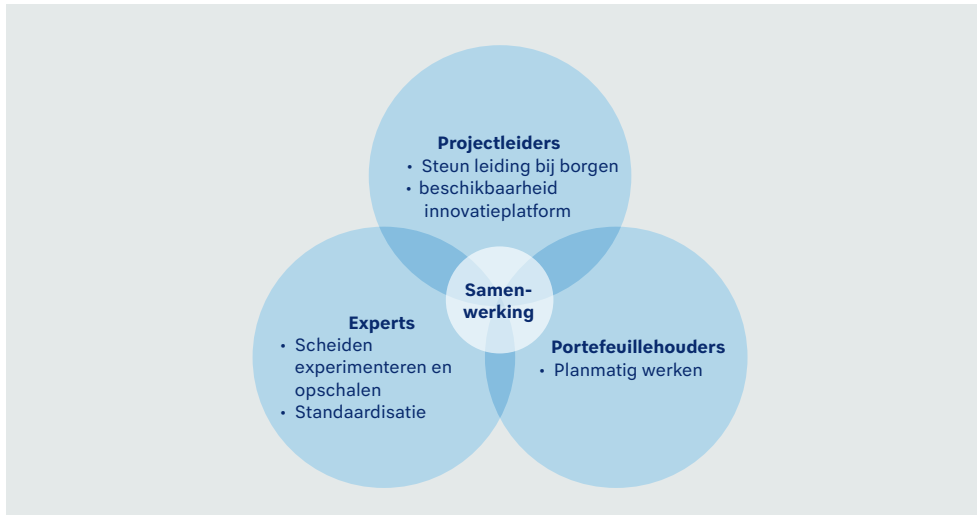 Projectleiders
• Steun leiding bij borgen
• beschikbaarheid
innovatieplatform
Samen-
werking
Experts
• Scheiden
experimenteren en
opschalen
• Standaardisatie
Portefeuillehouders
• Planmatig werken